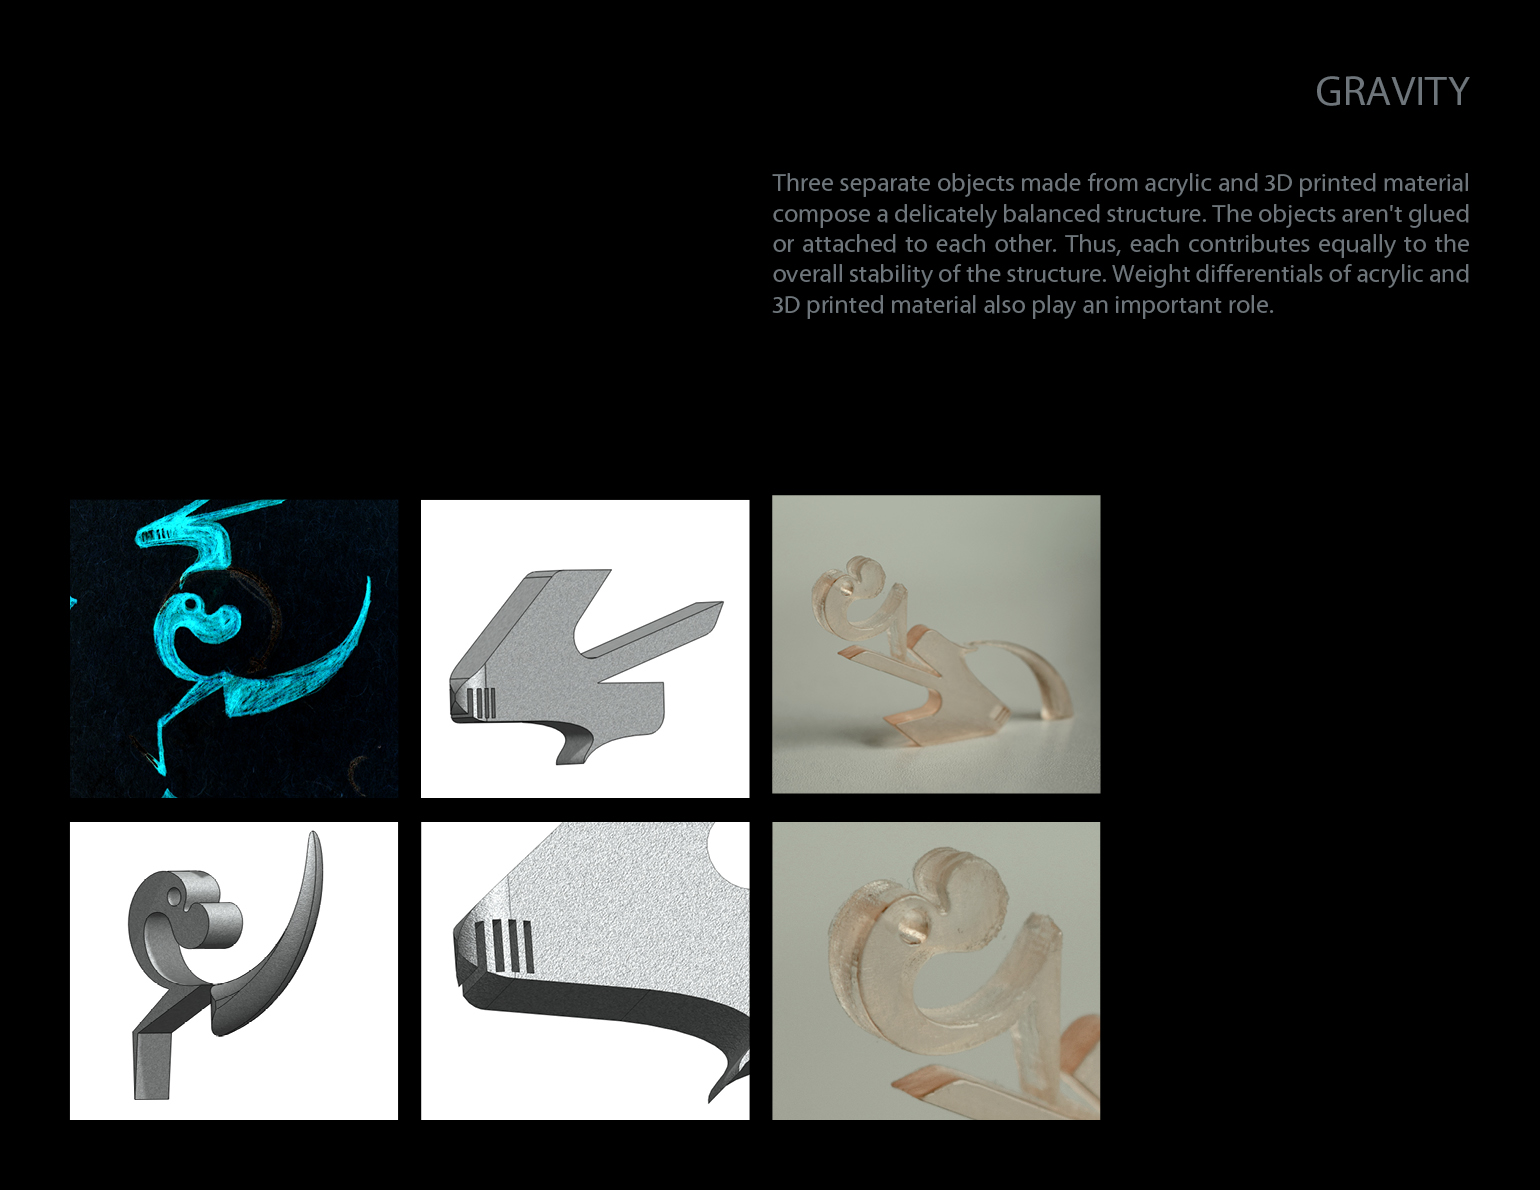 GRAVITY
Three separate objects made from acrylic and 3D printed material
compose a delicately balanced structure. The objects aren't glued
or attached to each other. Thus, each contributes equally to the
overall stability of the structure. Weight differentials of acrylic and
3D printed material also play an important role.